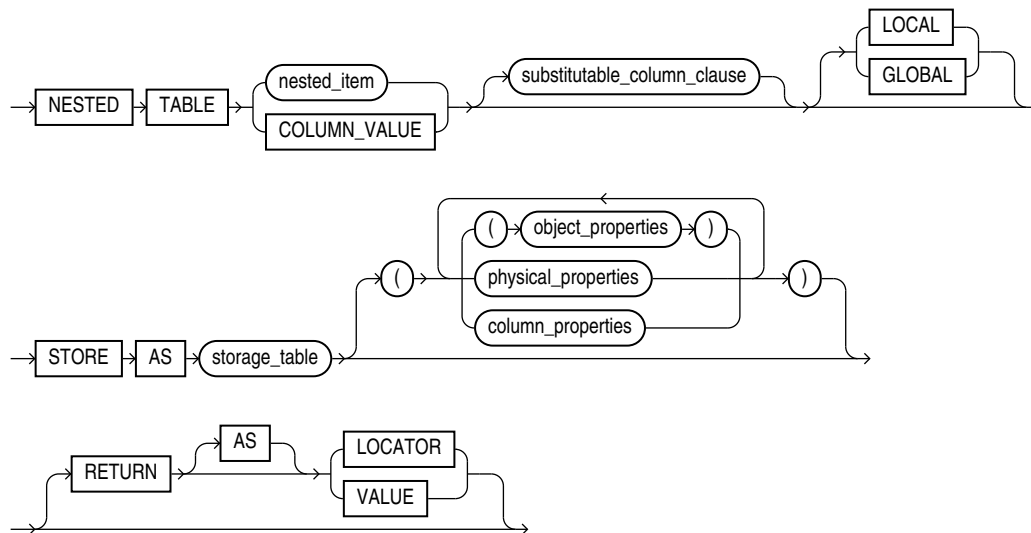 LOCAL
nested_item substitutable_column_clause GLOBAL
NESTED TABLE
COLUMN_VALUE
( object_properties )
( physical_properties )
column_properties
STORE AS storage_table
AS LOCATOR
RETURN
VALUE